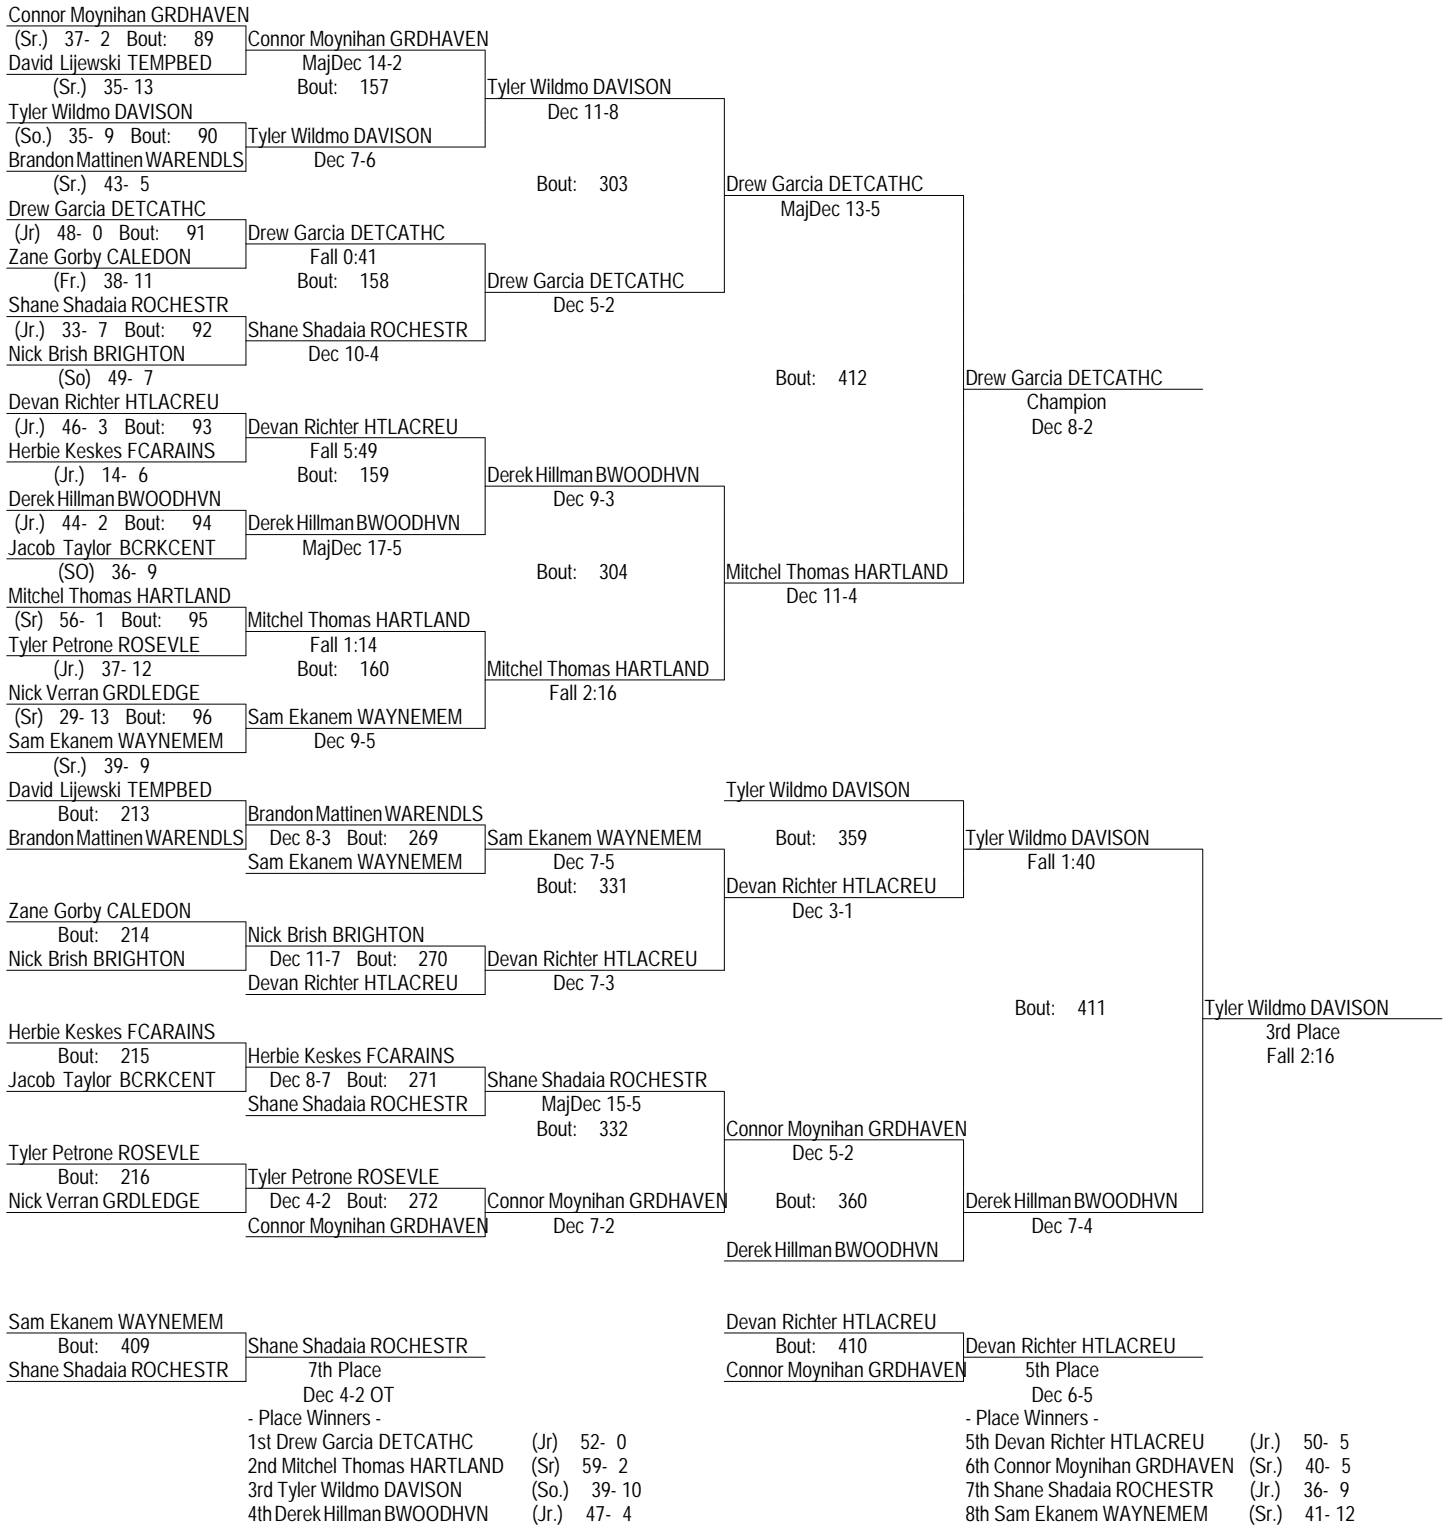 Connor Moynihan GRDHAVEN
(Sr.) 37- 2 Bout: 89 Connor Moynihan GRDHAVEN
David Lijewski TEMPBED MajDec 14-2
(Sr.) 35- 13 Bout: 157 Tyler Wildmo DAVISON
Tyler Wildmo DAVISON Dec 11-8
(So.) 35- 9 Bout: 90 Tyler Wildmo DAVISON
Brandon Mattinen WARENDLS Dec 7-6
(Sr.) 43- 5 Bout: 303 Drew Garcia DETCATHC
Drew Garcia DETCATHC MajDec 13-5
(Jr) 48- 0 Bout: 91 Drew Garcia DETCATHC
Zane Gorby CALEDON Fall 0:41
(Fr.) 38- 11 Bout: 158 Drew Garcia DETCATHC
Shane Shadaia ROCHESTR Dec 5-2
(Jr.) 33- 7 Bout: 92 Shane Shadaia ROCHESTR
Nick Brish BRIGHTON Dec 10-4
(So) 49- 7 Bout: 412 Drew Garcia DETCATHC
Devan Richter HTLACREU Champion
(Jr.) 46- 3 Bout: 93 Devan Richter HTLACREU Dec 8-2
Herbie Keskes FCARAINS Fall 5:49
(Jr.) 14- 6 Bout: 159 Derek Hillman BWOODHVN
Derek Hillman BWOODHVN Dec 9-3
(Jr.) 44- 2 Bout: 94 Derek Hillman BWOODHVN
Jacob Taylor BCRKCENT MajDec 17-5
(SO) 36- 9 Bout: 304 Mitchel Thomas HARTLAND
Mitchel Thomas HARTLAND Dec 11-4
(Sr) 56- 1 Bout: 95 Mitchel Thomas HARTLAND
Tyler Petrone ROSEVLE Fall 1:14
(Jr.) 37- 12 Bout: 160 Mitchel Thomas HARTLAND
Nick Verran GRDLEDGE Fall 2:16
(Sr) 29- 13 Bout: 96 Sam Ekanem WAYNEMEM
Sam Ekanem WAYNEMEM Dec 9-5
(Sr.) 39- 9
David Lijewski TEMPBED Tyler Wildmo DAVISON
Bout: 213 Brandon Mattinen WARENDLS
Brandon Mattinen WARENDLS Dec 8-3 Bout: 269 Sam Ekanem WAYNEMEM Bout: 359 Tyler Wildmo DAVISON
Sam Ekanem WAYNEMEM Dec 7-5 Fall 1:40
Bout: 331 Devan Richter HTLACREU
Zane Gorby CALEDON Dec 3-1
Bout: 214 Nick Brish BRIGHTON
Nick Brish BRIGHTON Dec 11-7 Bout: 270 Devan Richter HTLACREU
Devan Richter HTLACREU Dec 7-3
Bout: 411 Tyler Wildmo DAVISON
Herbie Keskes FCARAINS 3rd Place
Bout: 215 Herbie Keskes FCARAINS Fall 2:16
Jacob Taylor BCRKCENT Dec 8-7 Bout: 271 Shane Shadaia ROCHESTR
Shane Shadaia ROCHESTR MajDec 15-5
Bout: 332 Connor Moynihan GRDHAVEN
Tyler Petrone ROSEVLE Dec 5-2
Bout: 216 Tyler Petrone ROSEVLE
Nick Verran GRDLEDGE Dec 4-2 Bout: 272 Connor Moynihan GRDHAVEN Bout: 360 Derek Hillman BWOODHVN
Connor Moynihan GRDHAVEN Dec 7-2 Dec 7-4
Derek Hillman BWOODHVN
Sam Ekanem WAYNEMEM Devan Richter HTLACREU
Bout: 409 Shane Shadaia ROCHESTR Bout: 410 Devan Richter HTLACREU
Shane Shadaia ROCHESTR 7th Place Connor Moynihan GRDHAVEN 5th Place
Dec 4-2 OT Dec 6-5
- Place Winners - - Place Winners -
1st Drew Garcia DETCATHC (Jr) 52- 0 5th Devan Richter HTLACREU (Jr.) 50- 5
2nd Mitchel Thomas HARTLAND (Sr) 59- 2 6th Connor Moynihan GRDHAVEN (Sr.) 40- 5
3rd Tyler Wildmo DAVISON (So.) 39- 10 7th Shane Shadaia ROCHESTR (Jr.) 36- 9
4th Derek Hillman BWOODHVN (Jr.) 47- 4 8th Sam Ekanem WAYNEMEM (Sr.) 41- 12